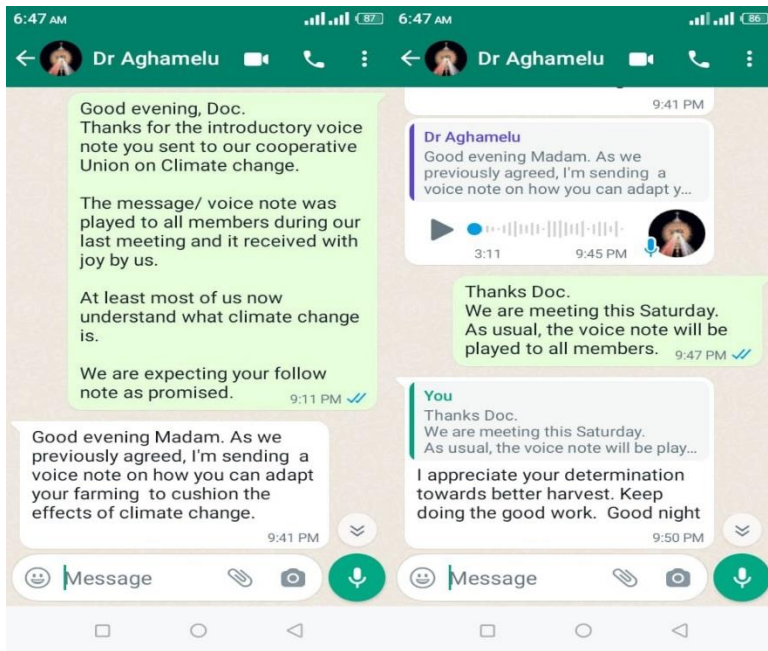 6:47 AM
87
Dr Aghamelu
Good evening, Doc.
Thanks for the introductory voice
note you sent to our cooperative
Union on Climate change.
The message/ voice note was
played to all members during our
last meeting and it received with
joy by us.
At least most of us now
understand what climate change
is.
We are expecting your follow
note as promised.
9:11 PM
Good evening Madam. As we
previously agreed, I'm sending a
voice note on how you can adapt
your farming to cushion the
effects of climate change.
9:41 PM
Message
6:47 AM
86
Dr Aghamelu
9:41 PM
Dr Aghamelu
Good evening Madam. As we
previously agreed, I'm sending a
voice note on how you can adapt y...
3:11
9:45 PM
Thanks Doc.
We are meeting this Saturday.
As usual, the voice note will be
played to all members.
9:47 PM
You
Thanks Doc.
We are meeting this Saturday.
As usual, the voice note will be play...
I appreciate your determination
towards better harvest. Keep
doing the good work. Good night
9:50 PM
Message